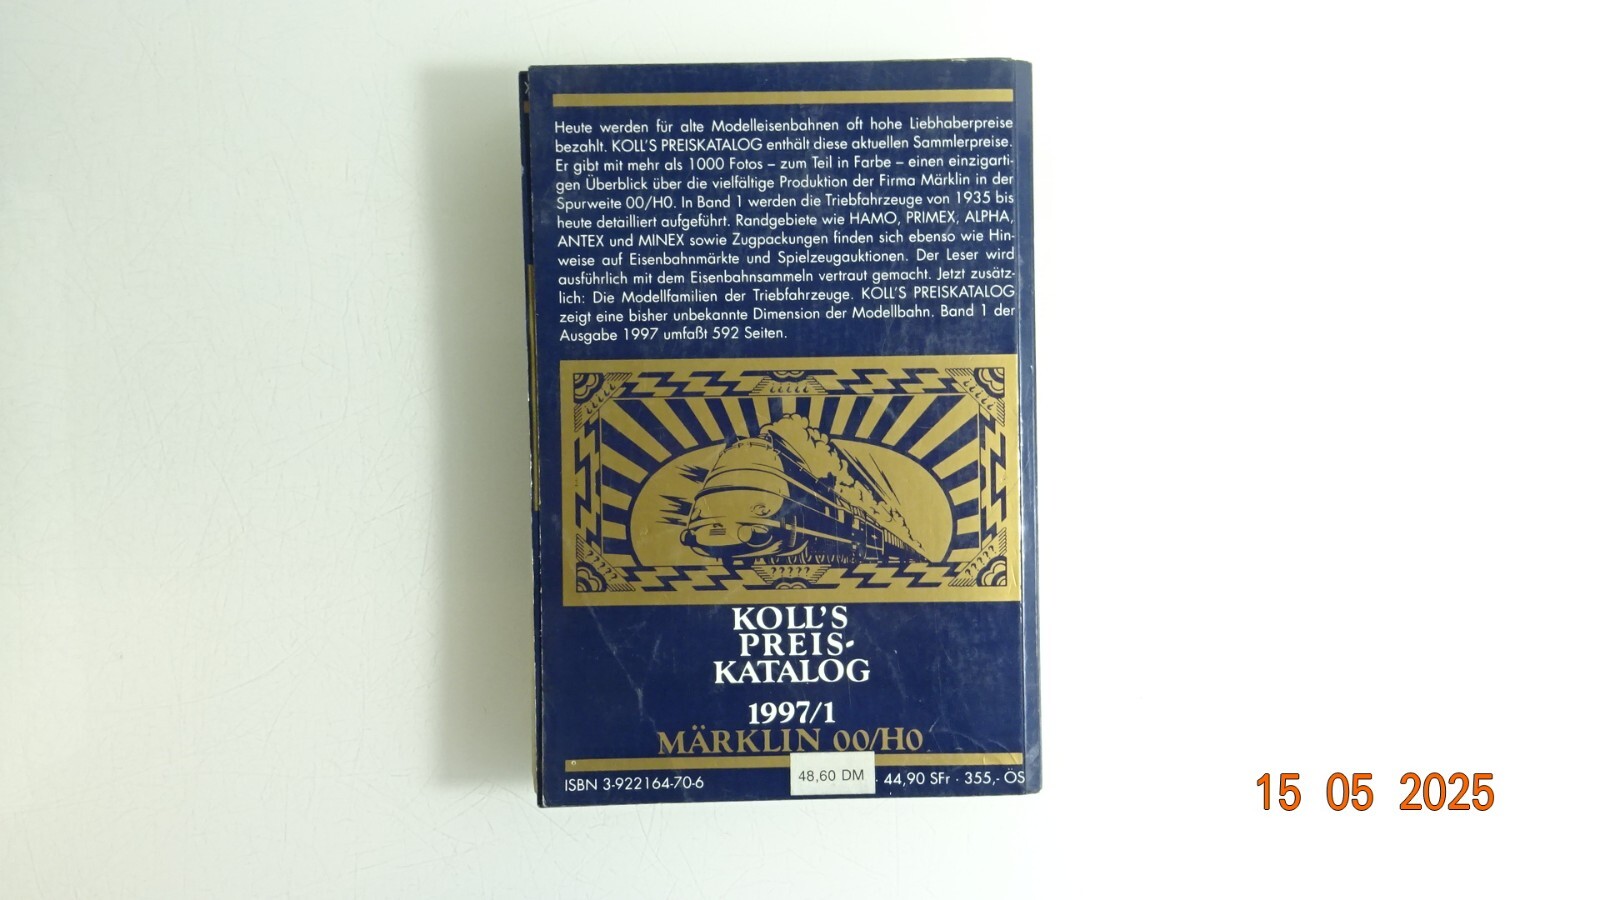 Heute werden für alte Modelleisenbahnen oft hohe Liebhaberpreise
bezahlt. KOLL'S PREISKATALOG enthält diese aktuellen Sammlerpreise.
Er gibt mit mehr als 1000 Fotos – zum Teil in Farbe – einen einzigarti-
gen Überblick über die vielfältige Produktion der Firma Märklin in der
Spurweite 00/H0. In Band 1 werden die Triebfahrzeuge von 1935 bis
heute detailliert aufgeführt. Randgebiete wie HAMO, PRIMEX, ALPHA,
ANTEX und MINEX sowie Zugpackungen finden sich ebenso wie Hin-
weise auf Eisenbahnmärkte und Spielzeugauktionen. Der Leser wird
ausführlich mit dem Eisenbahnsammeln vertraut gemacht. Jetzt zusätz-
lich: Die Modellfamilien der Triebfahrzeuge. KOLL'S PREISKATALOG
zeigt eine bisher unbekannte Dimension der Modellbahn. Band 1 der
Ausgabe 1997 umfaßt 592 Seiten.
KOLL'S
PREIS-
KATALOG
1997/1
MÄRKLIN 00/H0
ISBN 3-922164-70-6 48,60 DM · 44,90 SFr · 355,- ÖS
15 05 2025